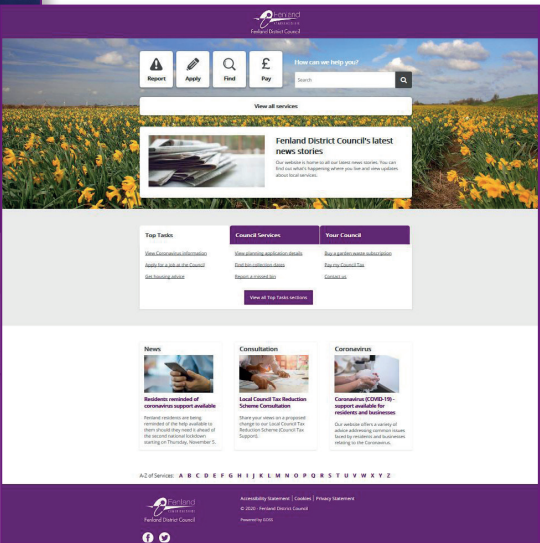 Fenland
Fenland District Council
Report
Apply
Find
£
Pay
How can we help you?
Search
View all services
Fenland District Council's latest
news stories
Our website is home to all our latest news stories. You can
find out what's happening where you live and view updates
about local services.
Top Tasks
Council Services
Your Council
View Coronavirus information
View planning application details
Buy a garden waste subscription
Apply for a job at the Council
Find bin collection dates
Pay my Council Tax
Get housing advice
Report a missed bin
Contact us
View all Top Tasks sections
News
Residents reminded of
coronavirus support available
Fenland residents are being
reminded of the help available to
them should they need it ahead of
the second national lockdown
starting on Thursday, November 5.
Consultation
Local Council Tax Reduction
Scheme Consultation
Share your views on a proposed
change to our Local Council Tax
Reduction Scheme (Council Tax
Support).
Coronavirus
Coronavirus (COVID-19) -
support available for
residents and businesses
Our website offers a variety of
advice addressing common issues
faced by residents and businesses
relating to the Coronavirus.
A-Z of Services: A B C D E F G H I J K L M N O P Q R S T U V W X Y Z
Fenland
Fenland District Council
Accessibility Statement | Cookies | Privacy Statement
© 2020 - Fenland District Council
Powered by GOSS